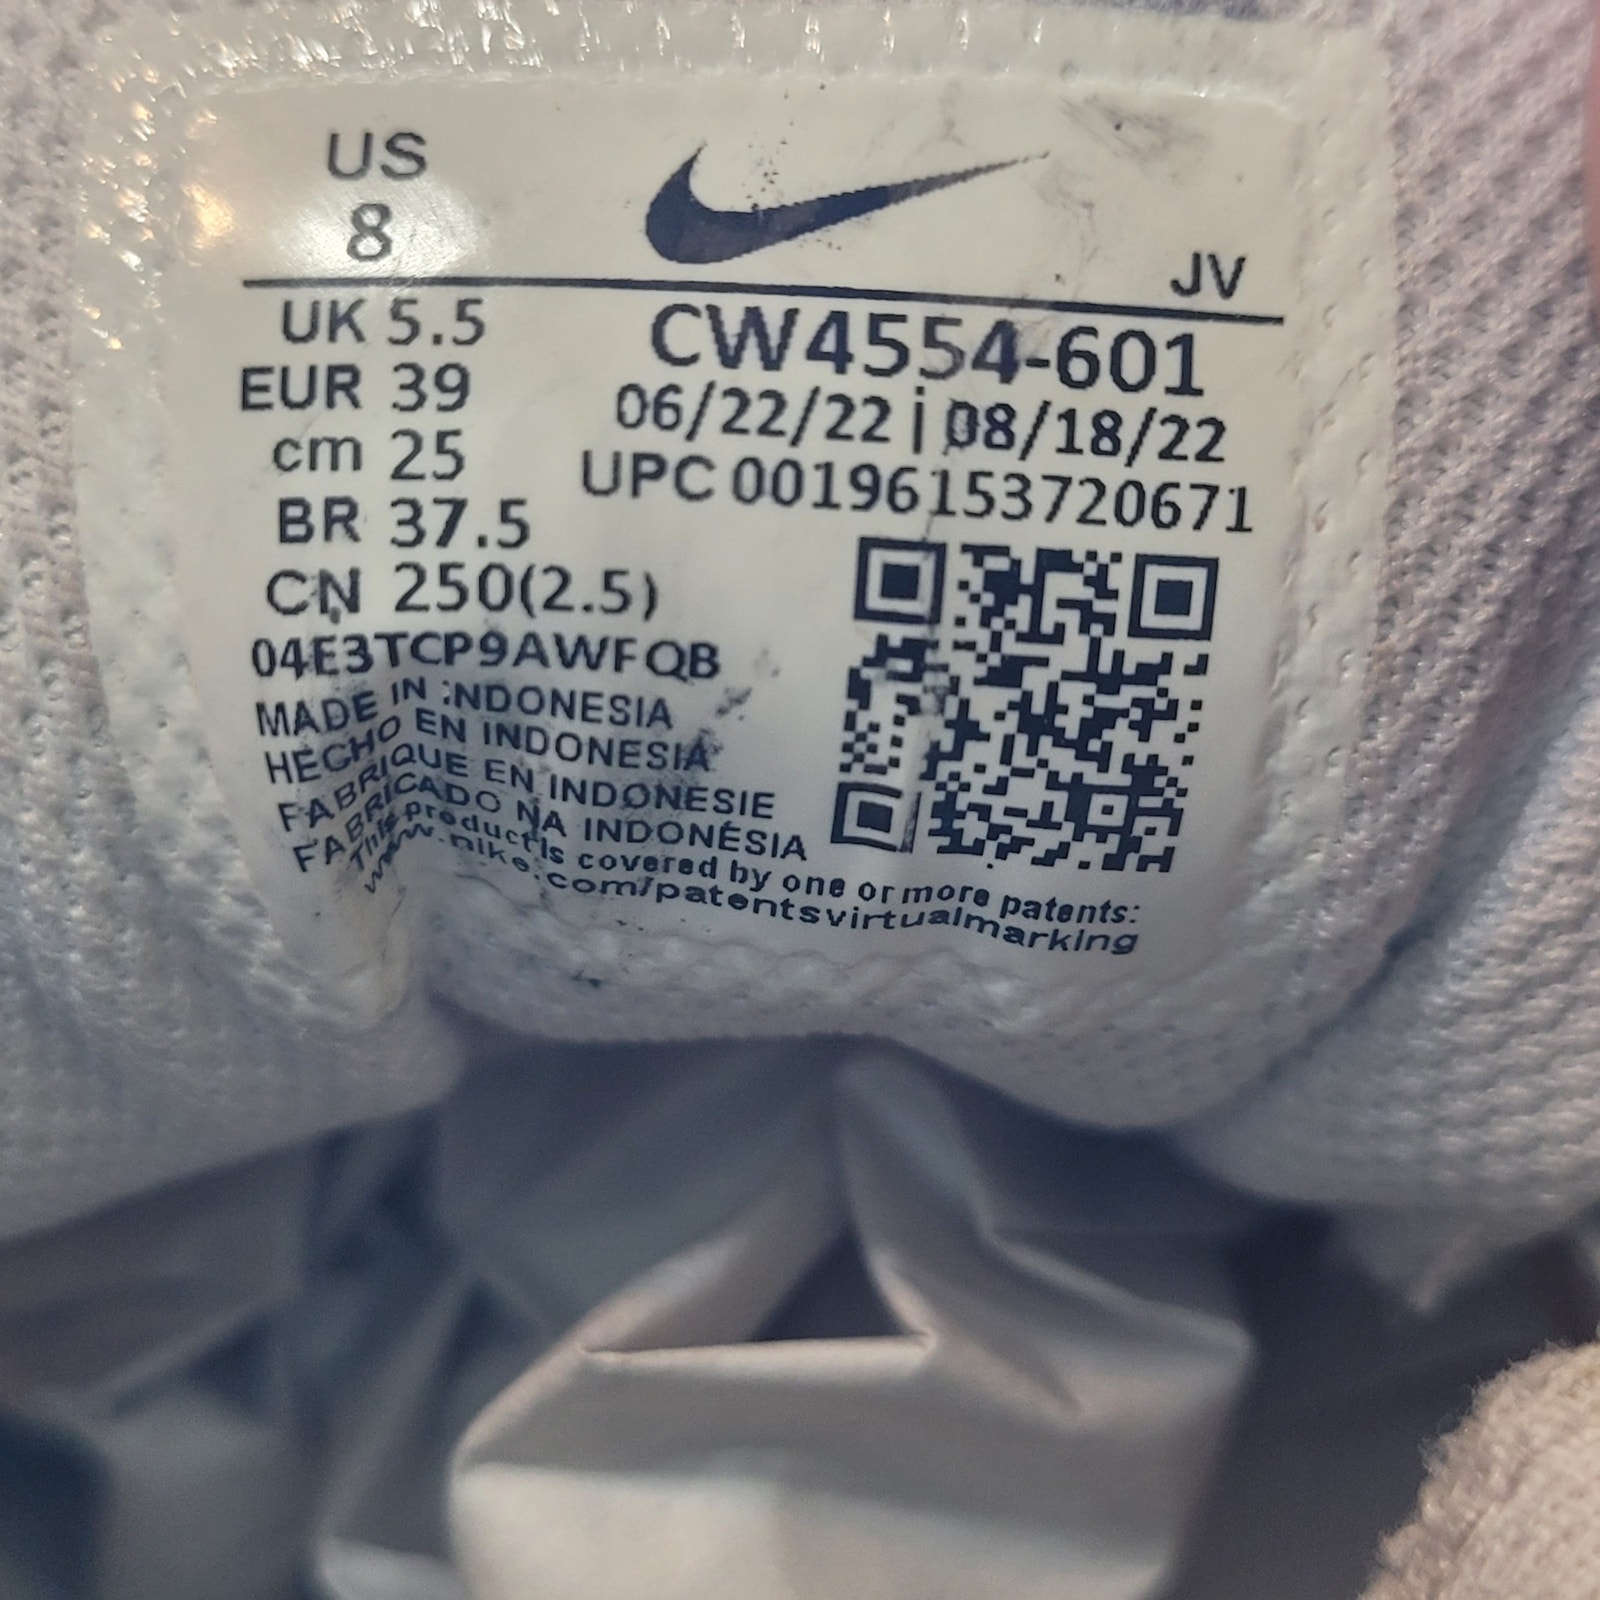 US
8
JV
UK 5.5
EUR 39
cm 25
BR 37.5
CN 250(2.5)
CW4554-601
06/22/22 | 08/18/22
UPC 00196153720671
04E3TCP9AWFQB
MADE IN INDONESIA
HECHO EN INDONESIA
FABRIQUE EN INDONESIE
FABRICADO NA INDONÉSIA
This product is covered by one or more patents:
www.nike.com/patentsvirtualmarking